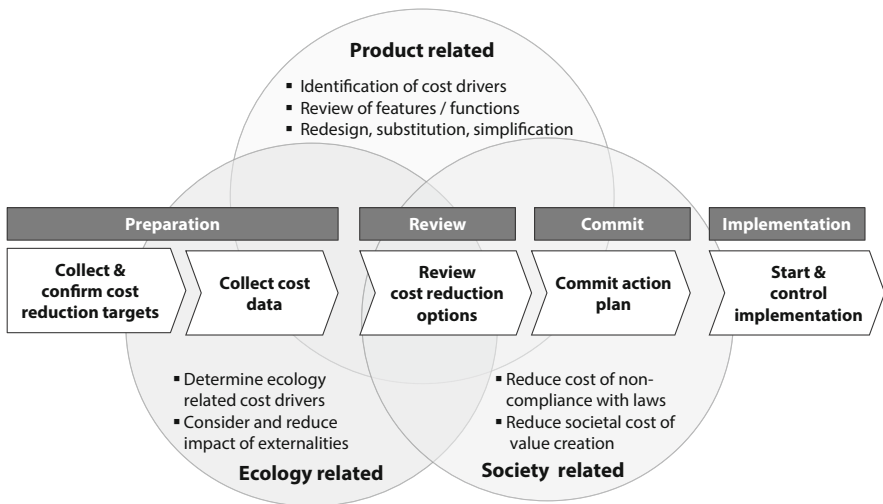 Product related
▪ Identification of cost drivers
▪ Review of features / functions
▪ Redesign, substitution, simplification
Preparation
Review
Commit
Implementation
Collect &
confirm cost
reduction targets
Collect cost
data
Review
cost reduction
options
Commit action
plan
Start &
control
implementation
▪ Determine ecology
related cost drivers
▪ Consider and reduce
impact of externalities
Ecology related
▪ Reduce cost of non-
compliance with laws
▪ Reduce societal cost of
value creation
Society related